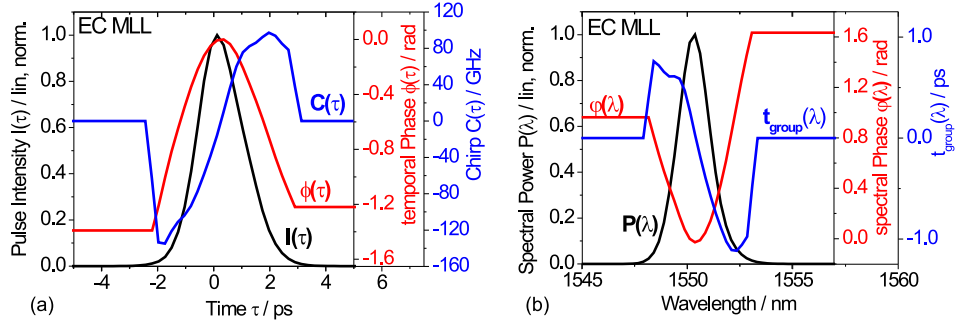 EC MLL
Pulse Intensity I(τ) / lin, norm.
1.0
0.8
0.6
0.4
0.2
0.0
-4 -2 0 2 4
Time τ / ps
(a)
C(τ)
ϕ(τ)
I(τ)
0.0
-0.4
-0.8
-1.2
-1.6
temporal Phase ϕ(τ) / rad
120
80
40
0
-40
-80
-120
-160
Chirp C(τ) / GHz
EC MLL
Spectral Power P(λ) / lin, norm.
1.0
0.8
0.6
0.4
0.2
0.0
1545 1550 1555 1560
Wavelength / nm
(b)
φ(λ)
t_group(λ)
P(λ)
1.6
1.2
0.8
0.4
0.0
spectral Phase φ(λ) / rad
1.0
0.0
-1.0
t_group(λ) / ps